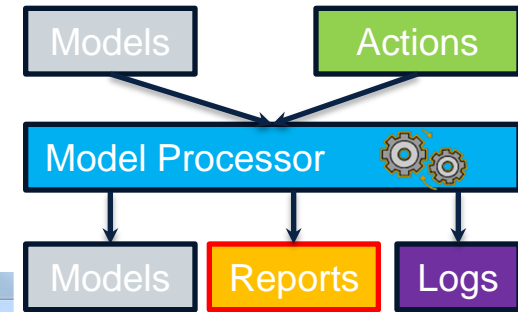 Models
Actions
Model Processor
Models
Reports
Logs